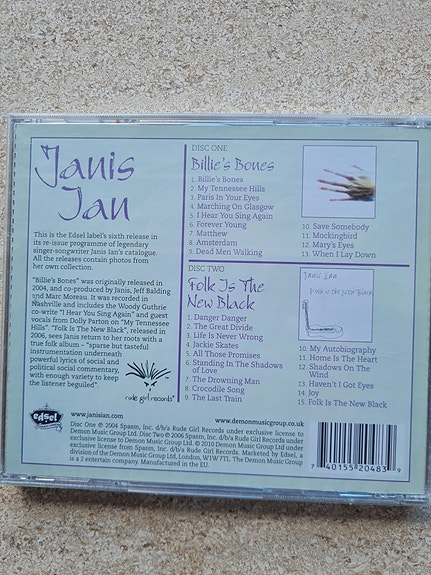 Janis
Ian
This is the Edsel label's sixth release in
its re-issue programme of legendary
singer-songwriter Janis Ian's catalogue.
All the releases contain photos from
her own collection.
"Billie's Bones" was originally released in
2004, and co-produced by Janis, Jeff Balding
and Marc Moreau. It was recorded in
Nashville and includes the Woody Guthrie
co-write "I Hear You Sing Again" and guest
vocals from Dolly Parton on "My Tennessee
Hills". "Folk Is The New Black", released in
2006, sees Janis return to her roots with a
true folk album – "sparse but tasteful
instrumentation underneath
powerful lyrics of social and
political social commentary,
with enough variety to keep
the listener beguiled".
rude girl records
DISC ONE
Billie's Bones
1. Billie's Bones
2. My Tennessee Hills
3. Paris In Your Eyes
4. Marching On Glasgow
5. I Hear You Sing Again
6. Forever Young
7. Matthew
8. Amsterdam
9. Dead Men Walking
10. Save Somebody
11. Mockingbird
12. Mary's Eyes
13. When I Lay Down
DISC TWO
Folk Is The
New Black
1. Danger Danger
2. The Great Divide
3. Life Is Never Wrong
4. Jackie Skates
5. All Those Promises
6. Standing In The Shadows
of Love
7. The Drowning Man
8. Crocodile Song
9. The Last Train
JANIS IAN
Folk is the New Black
10. My Autobiography
11. Home Is The Heart
12. Shadows On The
Wind
13. Haven't I Got Eyes
14. Joy
15. Folk Is The New Black
edsel
www.janisian.com
www.demonmusicgroup.co.uk
Disc One ℗ 2004 Spasm, Inc. d/b/a Rude Girl Records under exclusive license to
Demon Music Group Ltd. Disc Two ℗ 2006 Spasm, Inc. d/b/a Rude Girl Records under
exclusive license to Demon Music Group Ltd. © 2010 Demon Music Group Ltd under
exclusive license from Spasm, Inc. d/b/a Rude Girl Records. Marketed by Edsel, a
division of the Demon Music Group Ltd, London, W1W 7TL. The Demon Music Group
is a 2 entertain company. Manufactured in the EU.
7 40155 20483 9